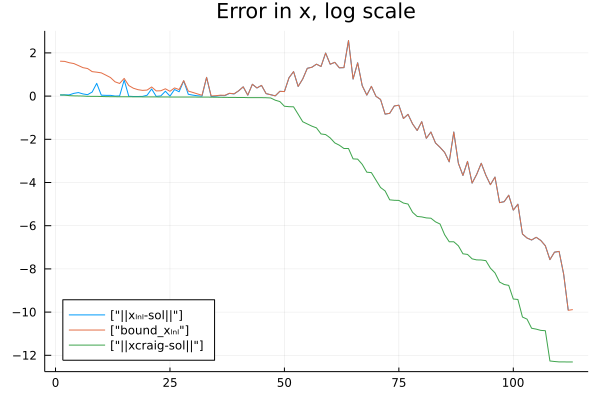 Error in x, log scale
2
0
−2
−4
−6
−8
−10
−12
["||xₗₙₗ-sol||"]
["bound_xₗₙₗ"]
["||xcraig-sol||"]
0 25 50 75 100